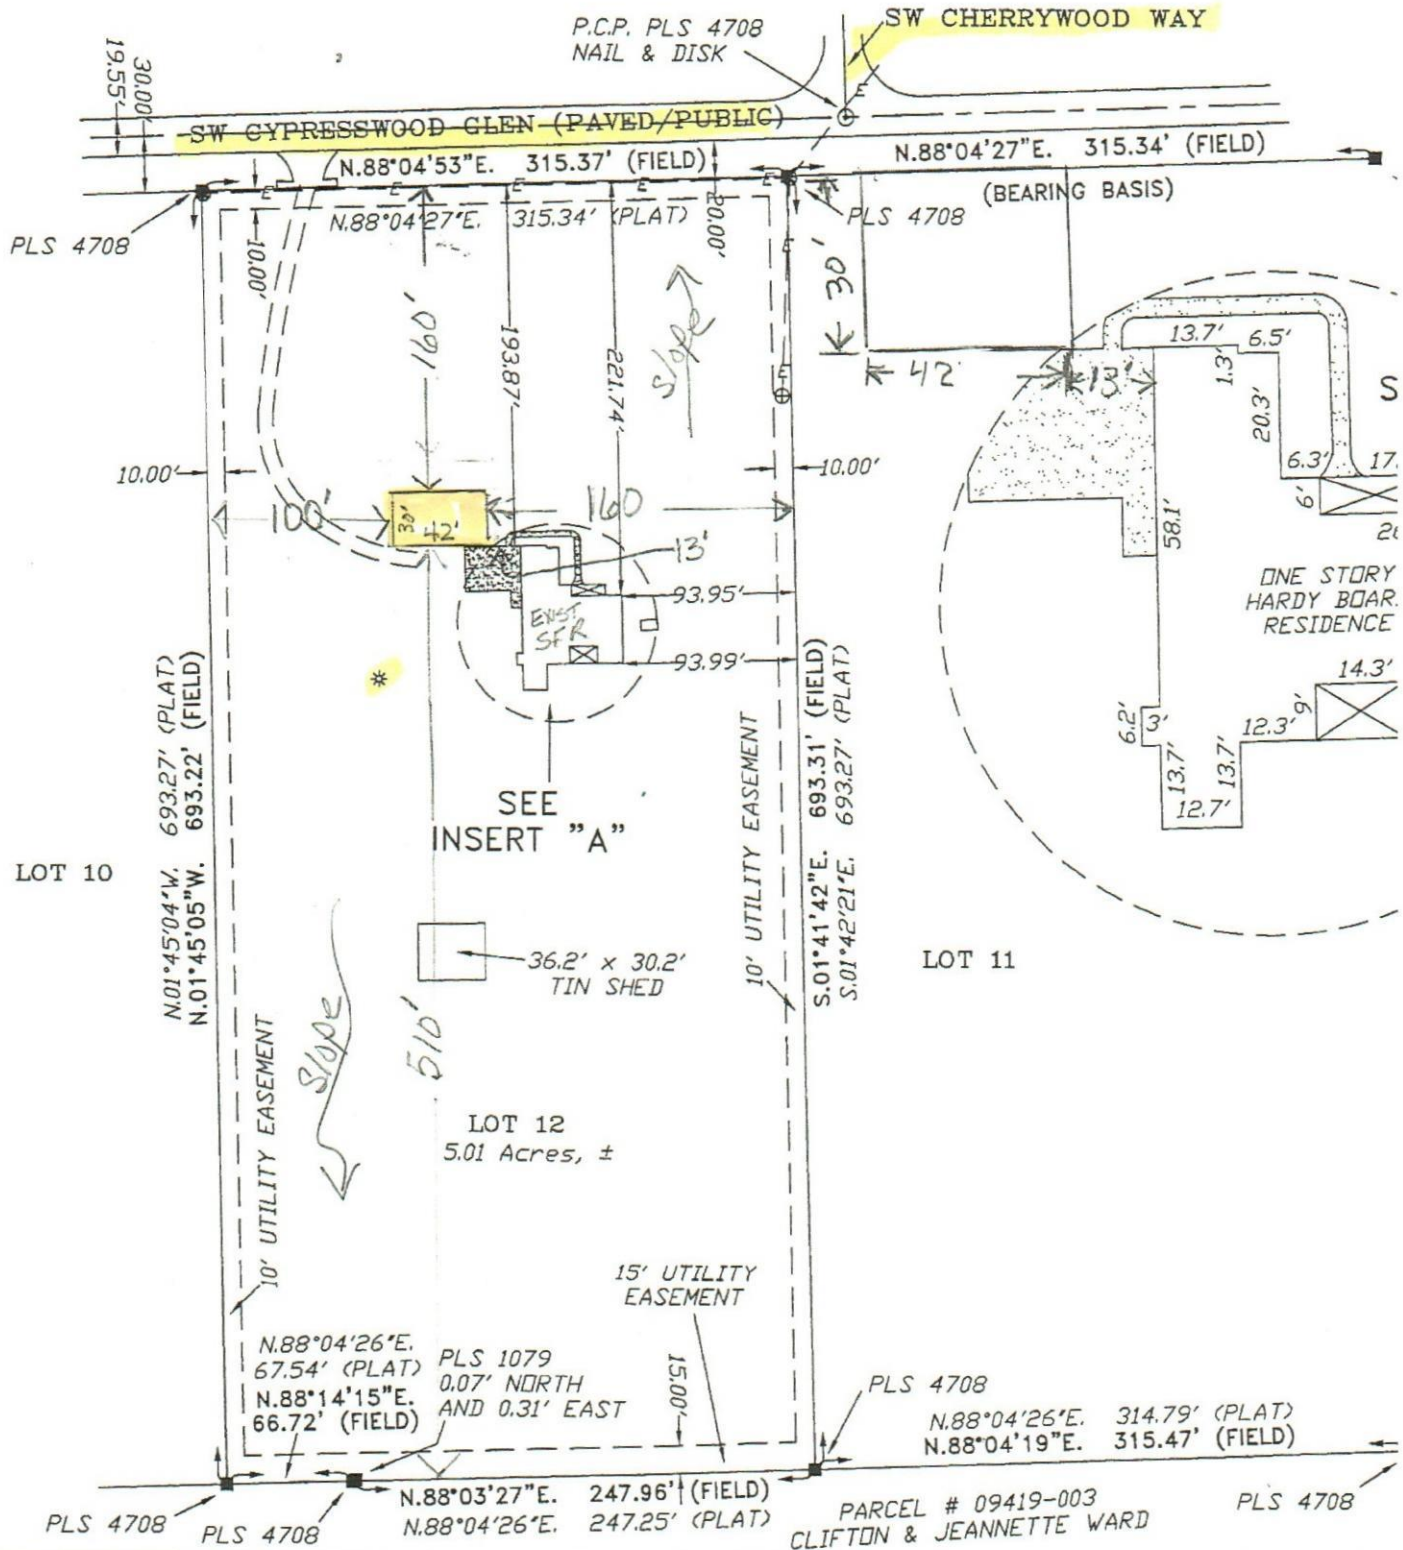 SW CHERRYWOOD WAY
P.C.P. PLS 4708
NAIL & DISK
30.00'
19.55'
SW CYPRESSWOOD GLEN (PAVED/PUBLIC)
N.88°04'53"E. 315.37' (FIELD)
N.88°04'27"E. 315.34' (FIELD)
(BEARING BASIS)
N.88°04'27"E. 315.34' (PLAT)
PLS 4708
PLS 4708
E
E
E
E
E
E
E
E
10.00'
20.00'
160'
193.87'
221.74'
Slope
30'
42
13'
13.7'
6.5'
1.3'
20.3'
6.3'
17.
6'
58.1'
10.00'
10.00'
100'
30'
42'
160
13'
93.95'
93.99'
EXIST.
SFR
ONE STORY
HARDY BOAR
RESIDENCE
14.3'
9'
12.3'
6.2'
3'
13.7'
13.7'
12.7'
N.01°45'04"W. 693.27' (PLAT)
N.01°45'05"W. 693.22' (FIELD)
S.01°41'42"E. 693.31' (FIELD)
S.01°42'21"E. 693.27' (PLAT)
SEE
INSERT "A"
10' UTILITY EASEMENT
LOT 10
LOT 11
36.2' x 30.2'
TIN SHED
Slope
510'
10' UTILITY EASEMENT
LOT 12
5.01 Acres, ±
15' UTILITY
EASEMENT
15.00'
N.88°04'26"E.
67.54' (PLAT)
N.88°14'15"E.
66.72' (FIELD)
PLS 1079
0.07' NORTH
AND 0.31' EAST
PLS 4708
N.88°04'26"E. 314.79' (PLAT)
N.88°04'19"E. 315.47' (FIELD)
N.88°03'27"E. 247.96' (FIELD)
N.88°04'26"E. 247.25' (PLAT)
PLS 4708
PLS 4708
PARCEL # 09419-003
CLIFTON & JEANNETTE WARD
PLS 4708